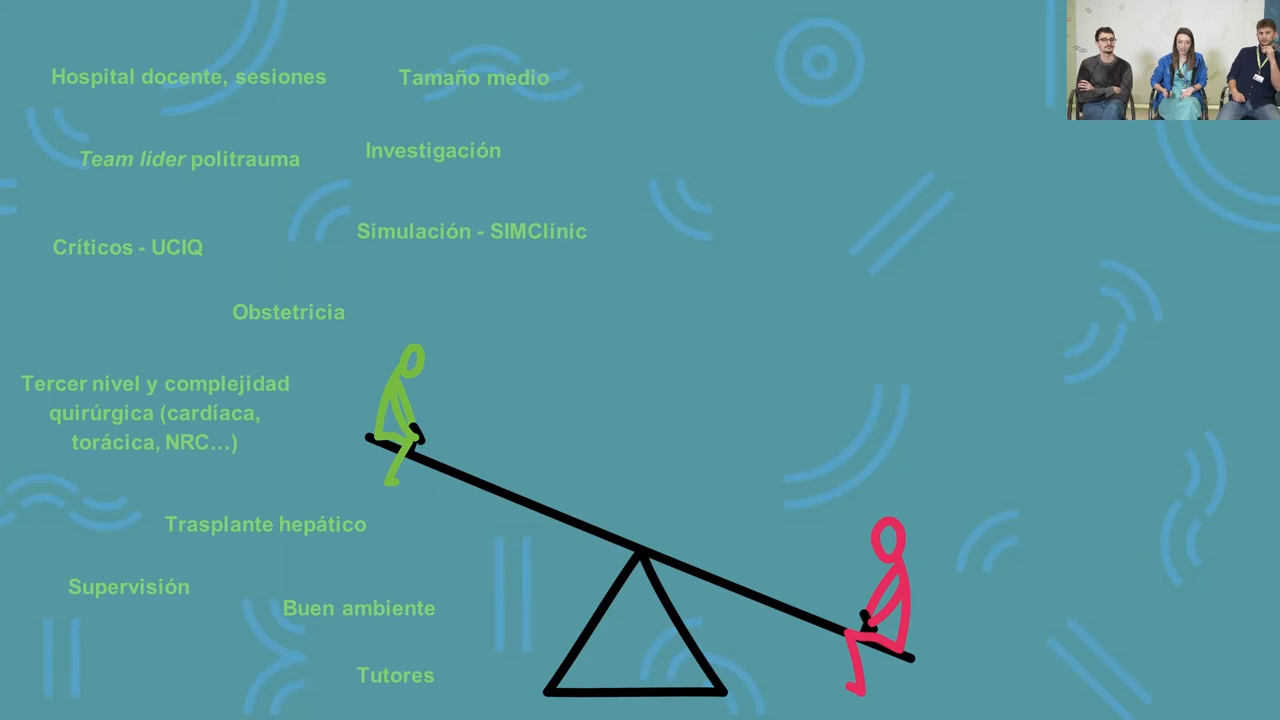 Hospital docente, sesiones
Tamaño medio
Team lider politrauma
Investigación
Críticos - UCIQ
Simulación - SIMClinic
Obstetricia
Tercer nivel y complejidad
quirúrgica (cardíaca,
torácica, NRC...)
Trasplante hepático
Supervisión
Buen ambiente
Tutores